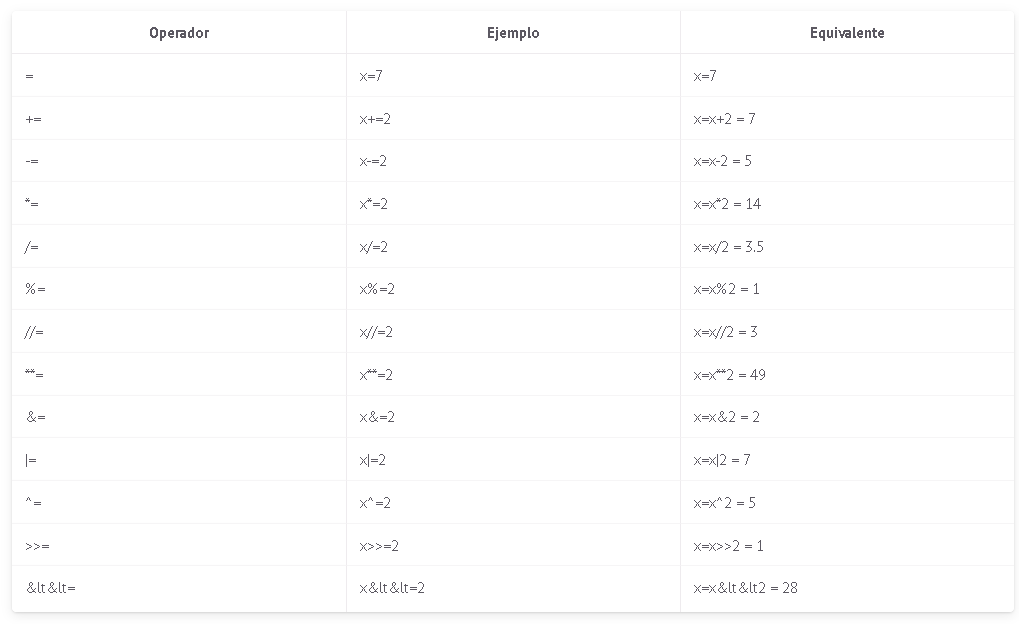 Operador Ejemplo Equivalente
= x=7 x=7
+= x+=2 x=x+2 = 7
-= x-=2 x=x-2 = 5
*= x*=2 x=x*2 = 14
/= x/=2 x=x/2 = 3.5
%= x%=2 x=x%2 = 1
//= x//=2 x=x//2 = 3
**= x**=2 x=x**2 = 49
&= x&=2 x=x&2 = 2
|= x|=2 x=x|2 = 7
^= x^=2 x=x^2 = 5
>>= x>>=2 x=x>>2 = 1
&lt&lt= x&lt&lt=2 x=x&lt&lt2 = 28